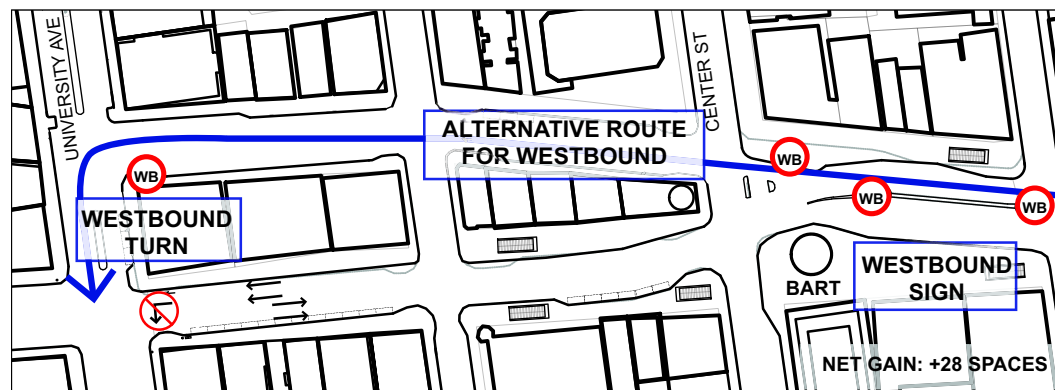 UNIVERSITY AVE
CENTER ST
ALTERNATIVE ROUTE
FOR WESTBOUND
WB
WB
WB
WB
WESTBOUND
TURN
D
BART
WESTBOUND
SIGN
NET GAIN: +28 SPACES